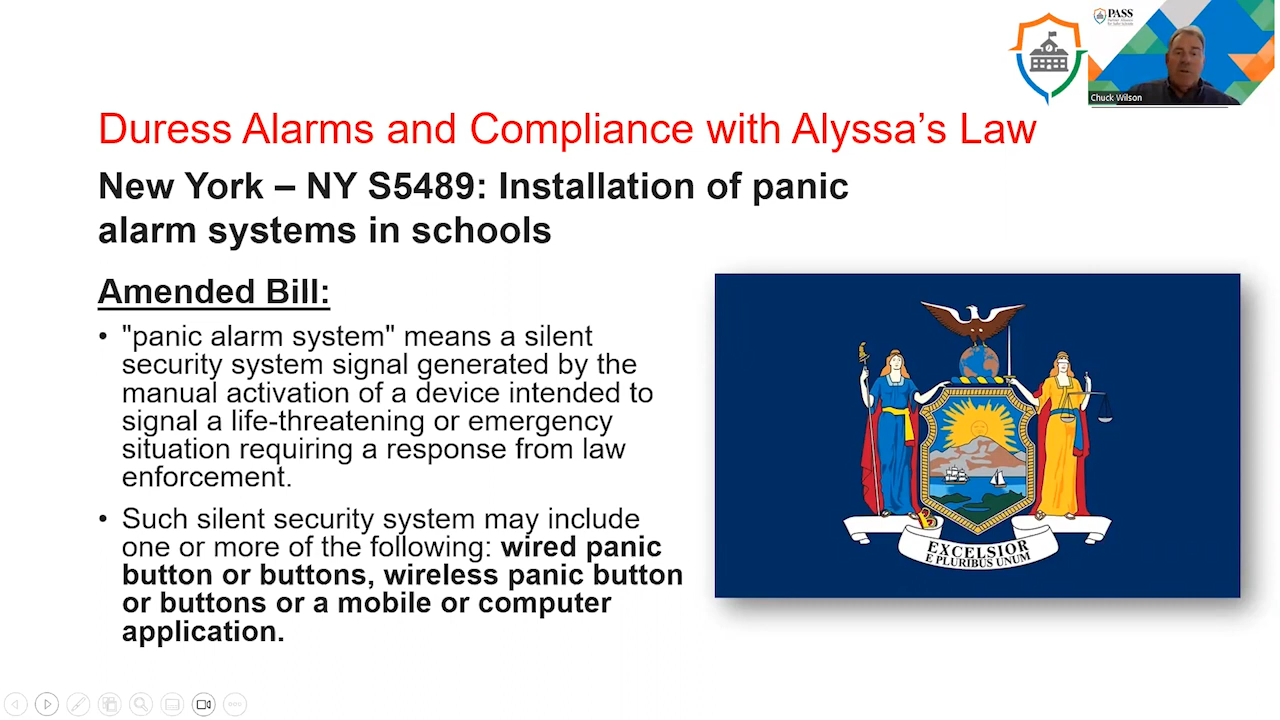 PASS
Chuck Wilson
Duress Alarms and Compliance with Alyssa’s Law
New York – NY S5489: Installation of panic
alarm systems in schools
Amended Bill:
• "panic alarm system" means a silent
security system signal generated by the
manual activation of a device intended to
signal a life-threatening or emergency
situation requiring a response from law
enforcement.
• Such silent security system may include
one or more of the following: wired panic
button or buttons, wireless panic button
or buttons or a mobile or computer
application.
EXCELSIOR
E PLURIBUS UNUM